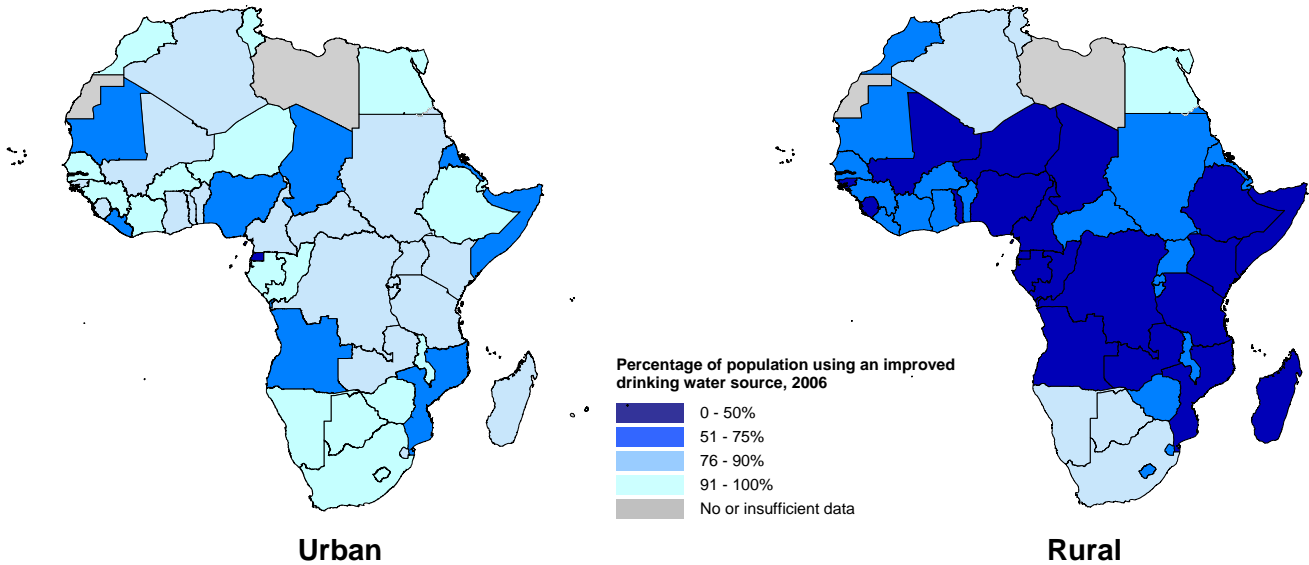 Percentage of population using an improved
drinking water source, 2006
0 - 50%
51 - 75%
76 - 90%
91 - 100%
No or insufficient data
Urban
Rural